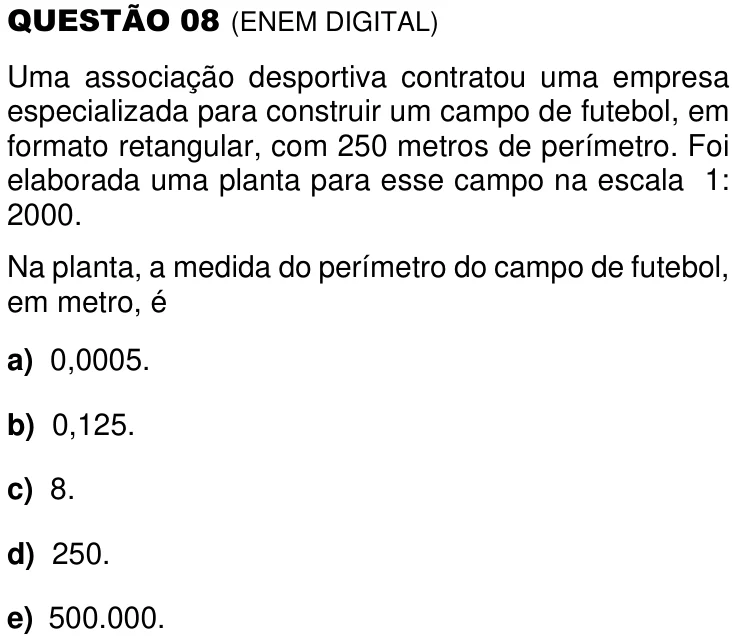 QUESTÃO 08 (ENEM DIGITAL)
Uma associação desportiva contratou uma empresa
especializada para construir um campo de futebol, em
formato retangular, com 250 metros de perímetro. Foi
elaborada uma planta para esse campo na escala 1:
2000.
Na planta, a medida do perímetro do campo de futebol,
em metro, é
a) 0,0005.
b) 0,125.
c) 8.
d) 250.
e) 500.000.